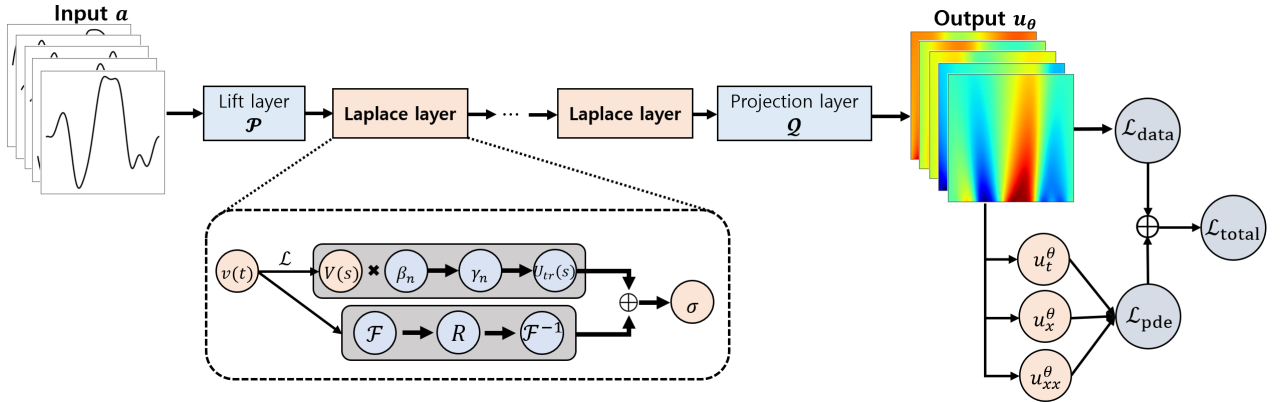 Input a
Output u_θ
Lift layer
𝒫
Laplace layer
...
Laplace layer
Projection layer
𝒬
ℒ_data
ℒ_total
ℒ_pde
u_t^θ
u_x^θ
u_xx^θ
v(t)
ℒ
V(s)
×
β_n
γ_n
U_tr(s)
⊕
σ
ℱ
R
ℱ^-1